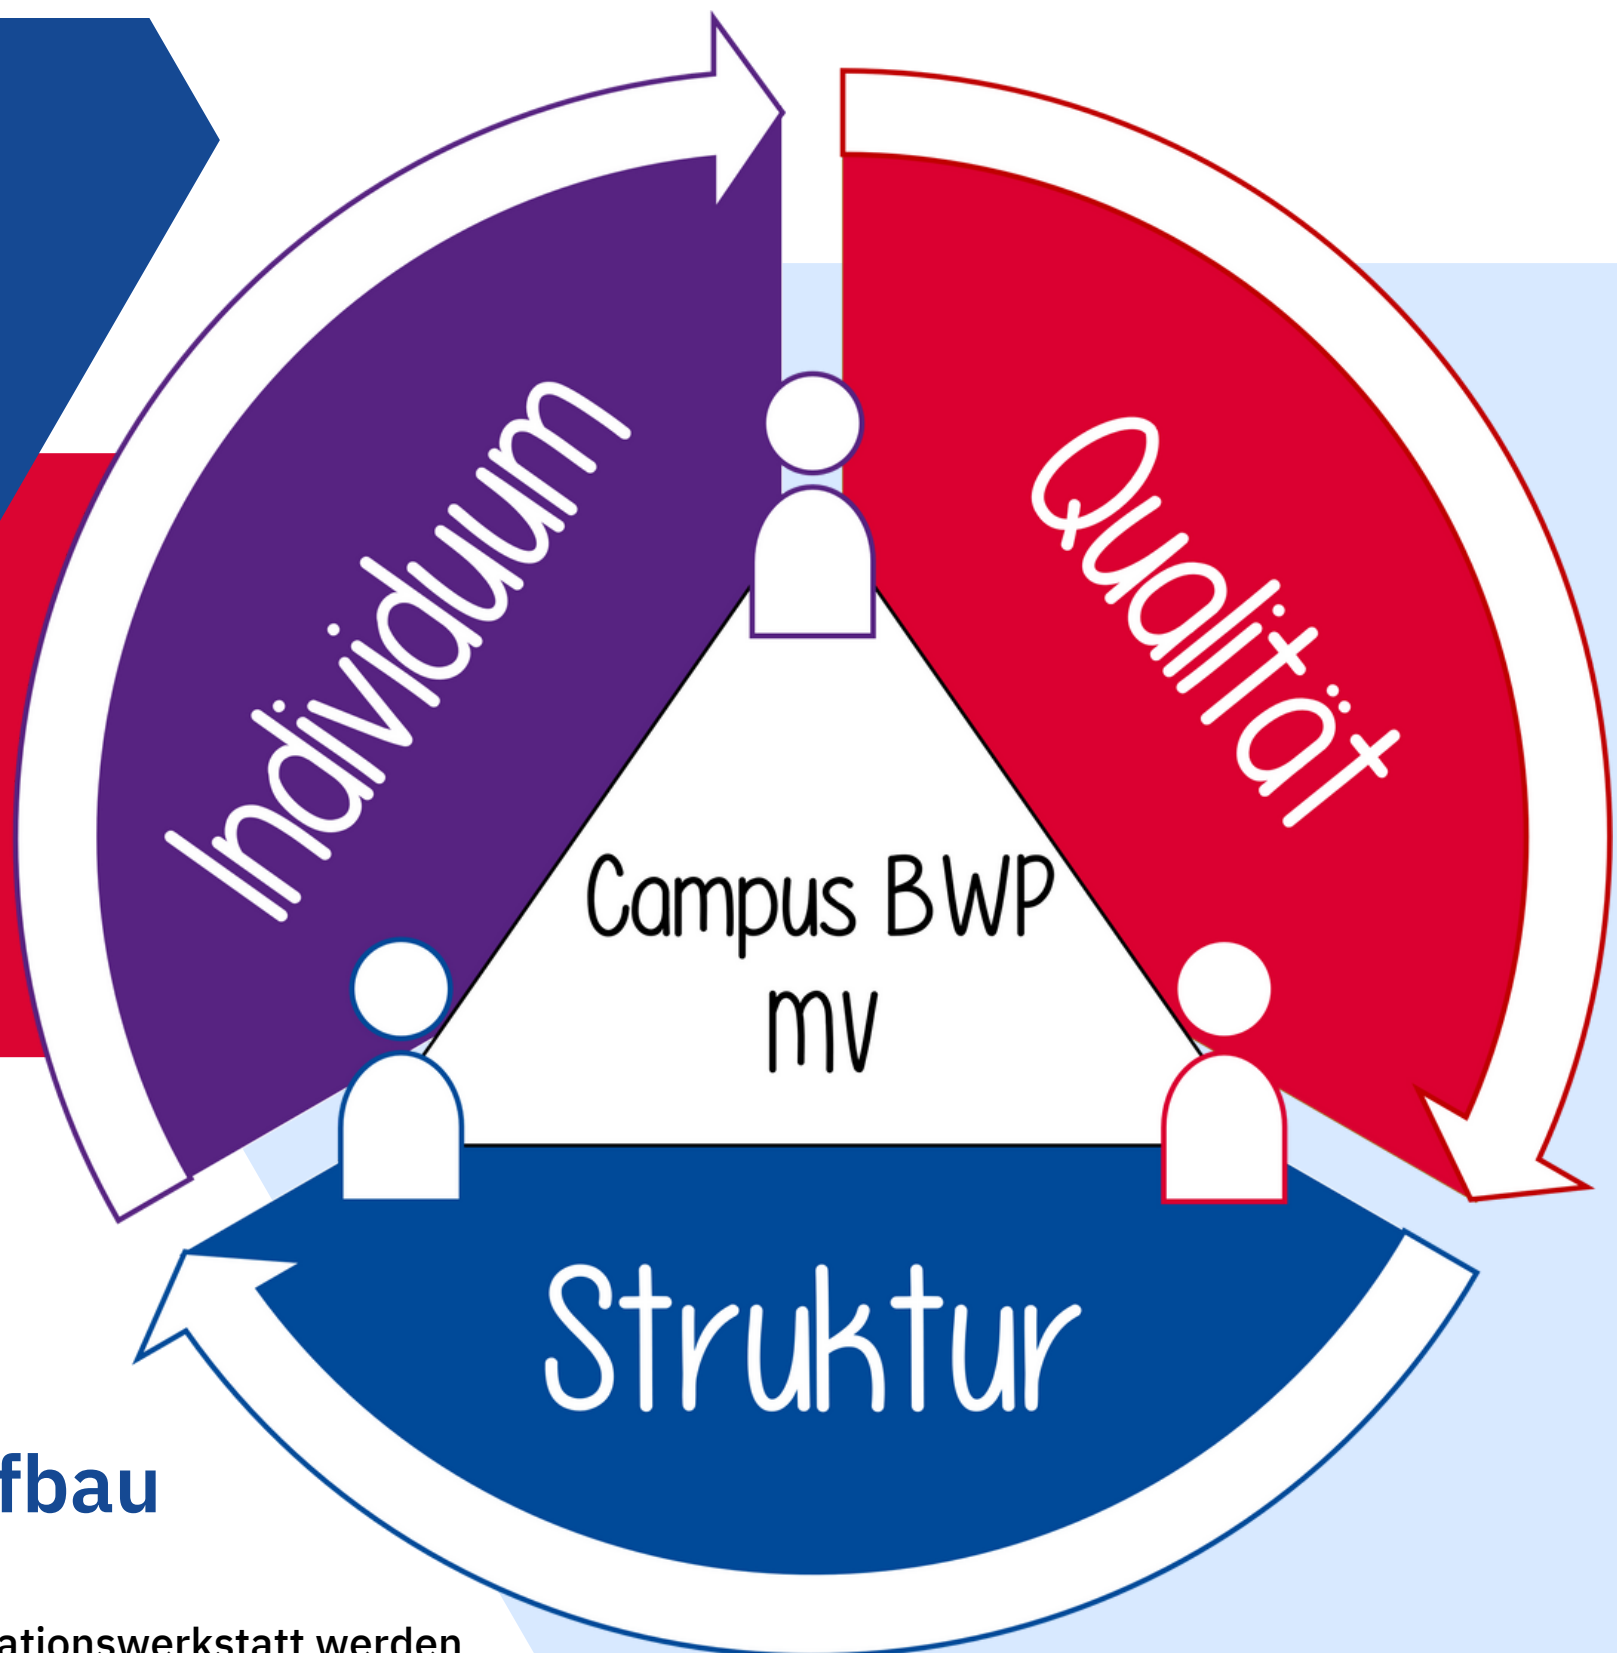 Individuum
Qualität
Campus BWP
mv
Struktur
fbau
ationswerkstatt werden